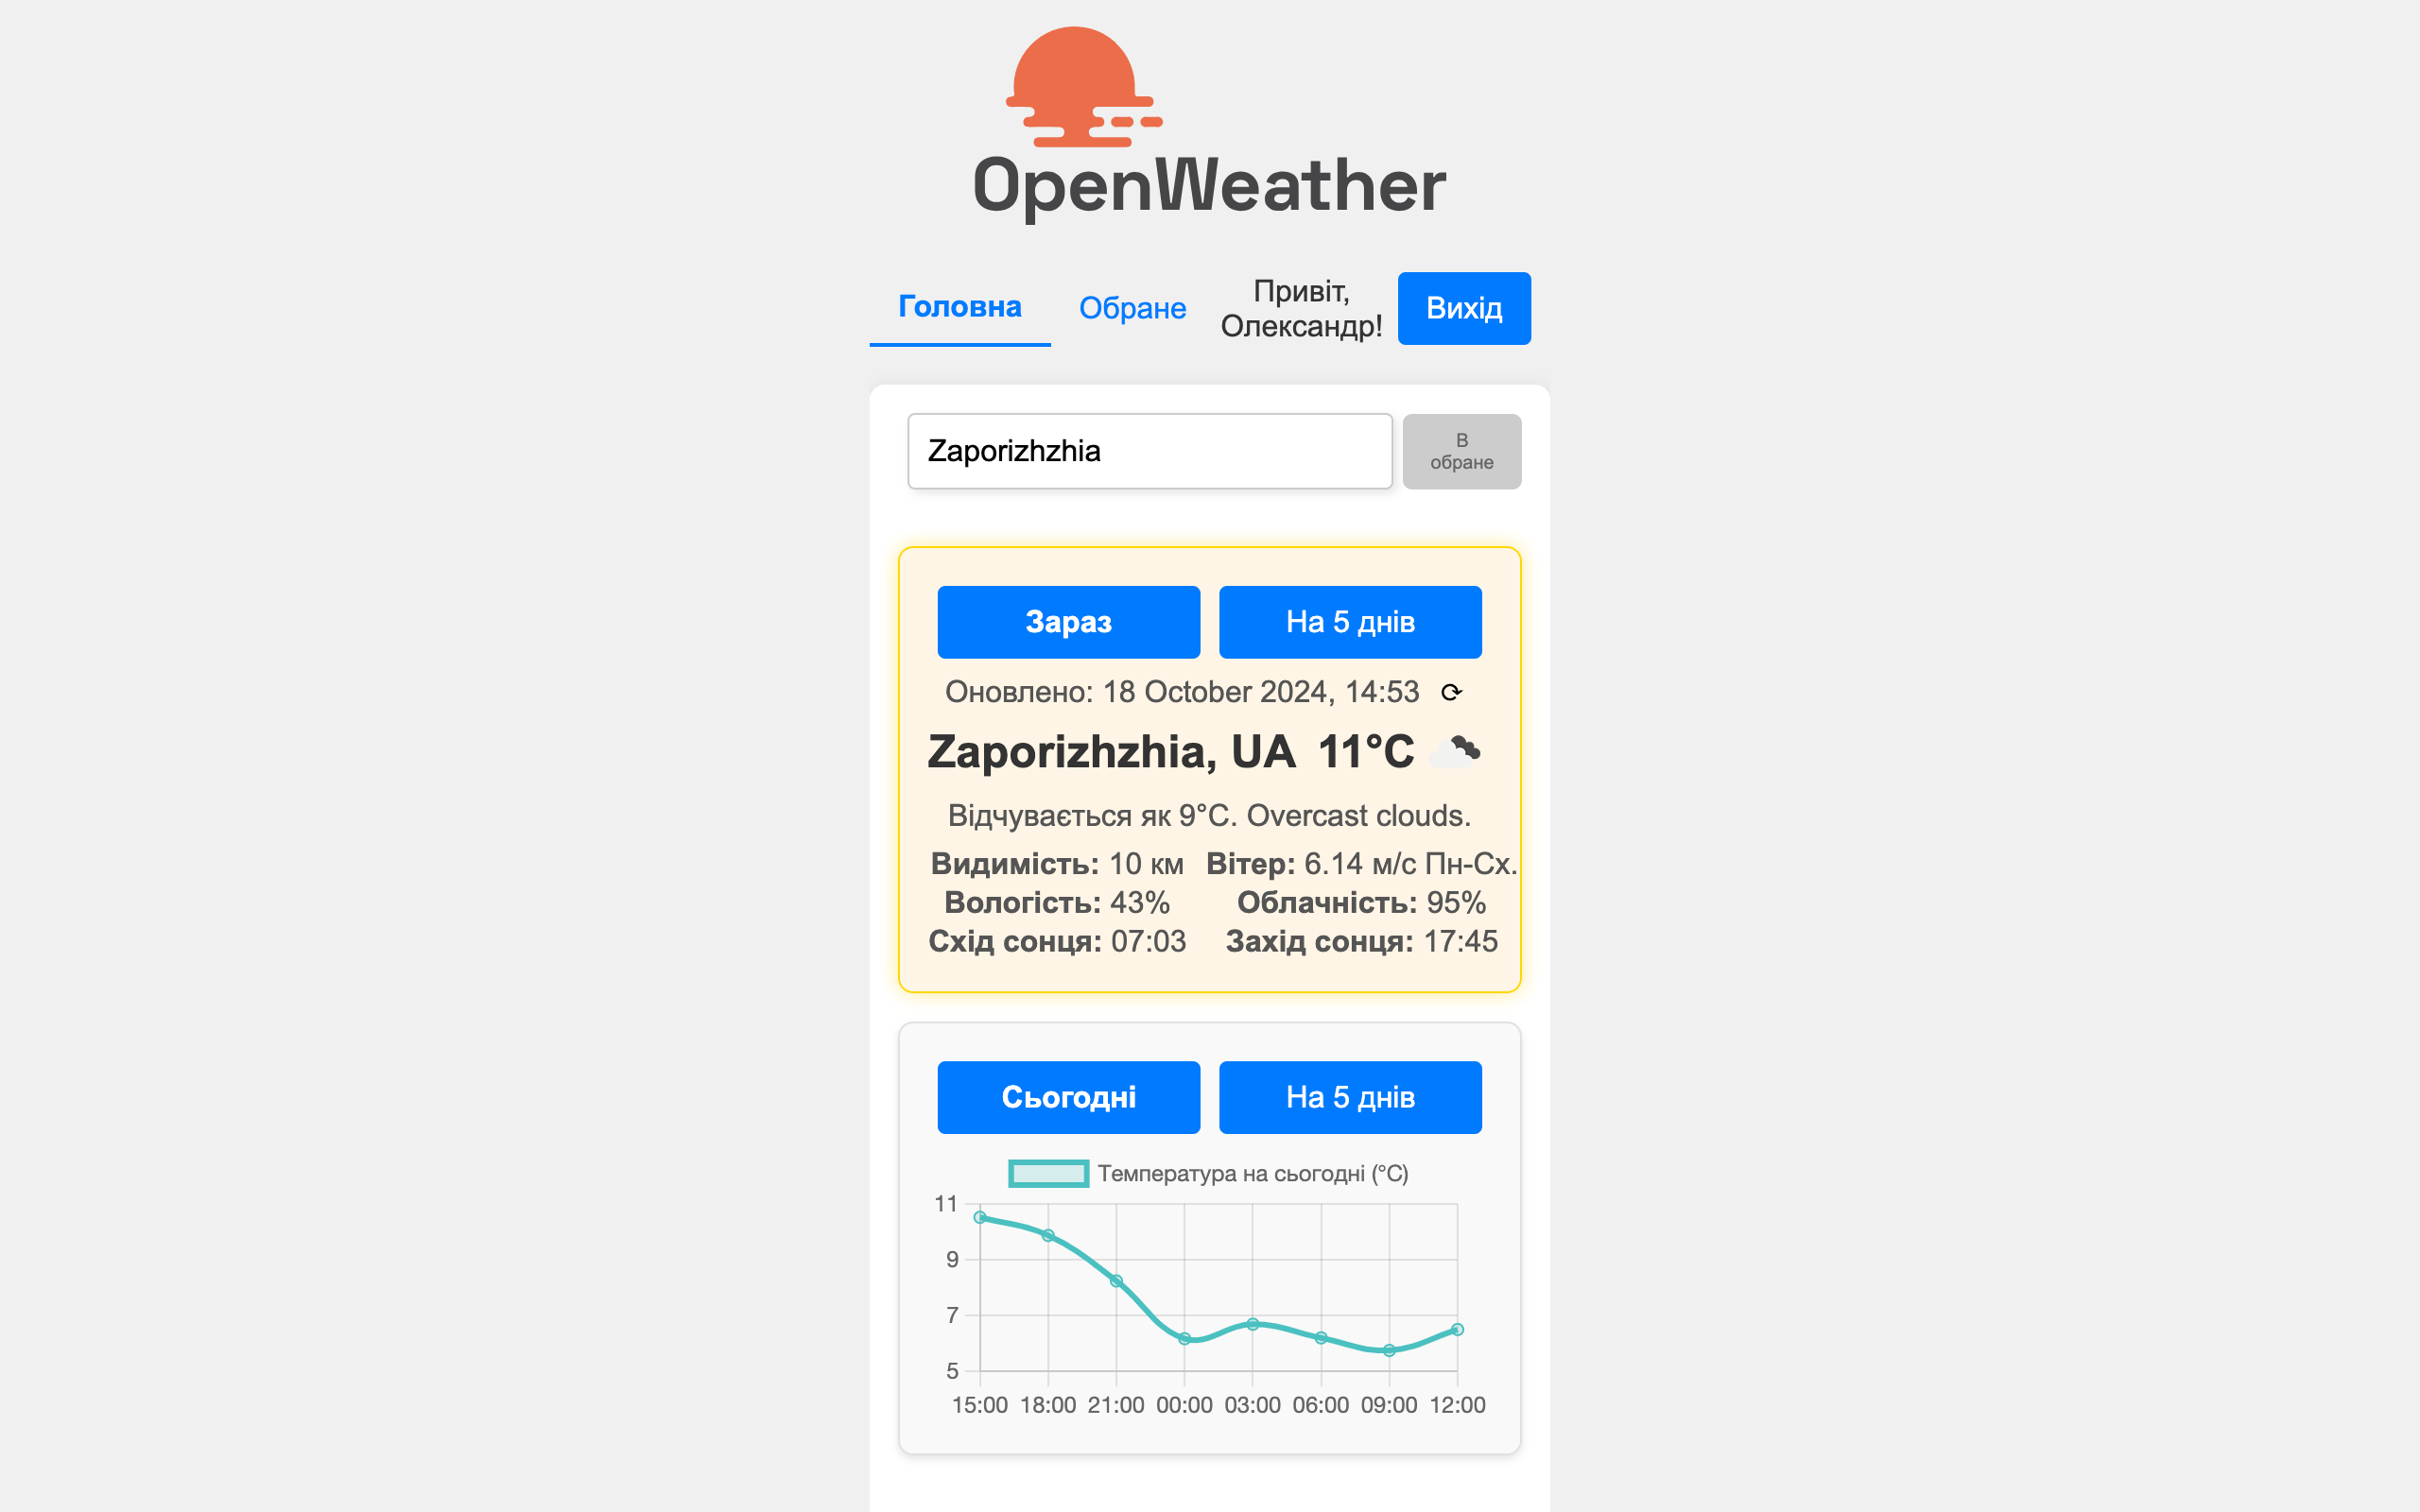 OpenWeather
Головна
Обране
Привіт,
Олександр!
Вихід
Zaporizhzhia
В
обране
Зараз
На 5 днів
Оновлено: 18 October 2024, 14:53 ⟳
Zaporizhzhia, UA 11°C
Відчувається як 9°C. Overcast clouds.
Видимість: 10 км Вітер: 6.14 м/с Пн-Сх.
Вологість: 43% Облачність: 95%
Схід сонця: 07:03 Захід сонця: 17:45
Сьогодні
На 5 днів
Температура на сьогодні (°C)
11
9
7
5
15:00 18:00 21:00 00:00 03:00 06:00 09:00 12:00